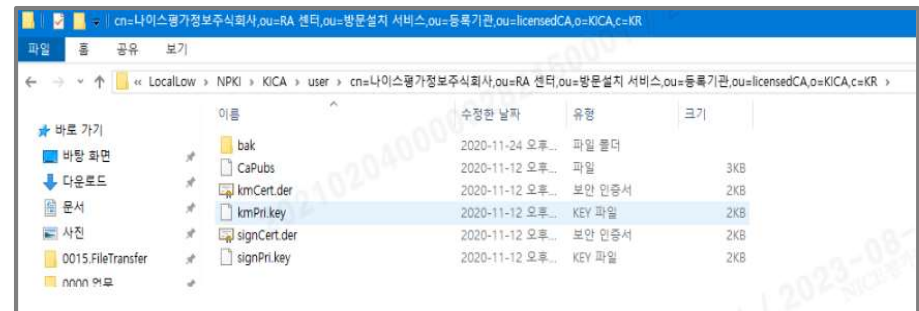 cn=나이스평가정보주식회사,ou=RA 센터,ou=방문설치 서비스,ou=등록기관,ou=licensedCA,o=KICA,c=KR
파일 홈 공유 보기
« LocalLow > NPKI > KICA > user > cn=나이스평가정보주식회사,ou=RA 센터,ou=방문설치 서비스,ou=등록기관,ou=licensedCA,o=KICA,c=KR >
이름 수정한 날짜 유형 크기
바로 가기
바탕 화면
다운로드
문서
사진
0015.FileTransfer
0000 업무
bak 2020-11-24 오후... 파일 폴더
CaPubs 2020-11-12 오후... 파일 3KB
kmCert.der 2020-11-12 오후... 보안 인증서 2KB
kmPri.key 2020-11-12 오후... KEY 파일 2KB
signCert.der 2020-11-12 오후... 보안 인증서 2KB
signPri.key 2020-11-12 오후... KEY 파일 2KB
/ 2023-08-